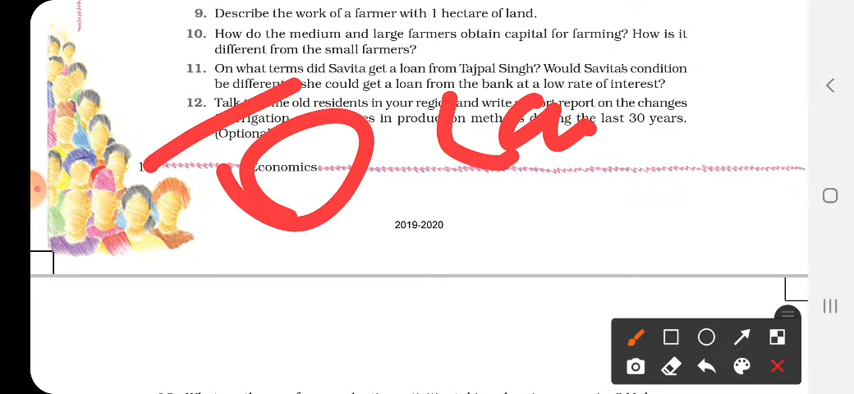 9. Describe the work of a farmer with 1 hectare of land.
10. How do the medium and large farmers obtain capital for farming? How is it
different from the small farmers?
11. On what terms did Savita get a loan from Tajpal Singh? Would Savita's condition
be different she could get a loan from the bank at a low rate of interest?
12. Talk old residents in your region and write report on the changes
in production methods during the last 30 years.
(Optional
Economics
2019-2020